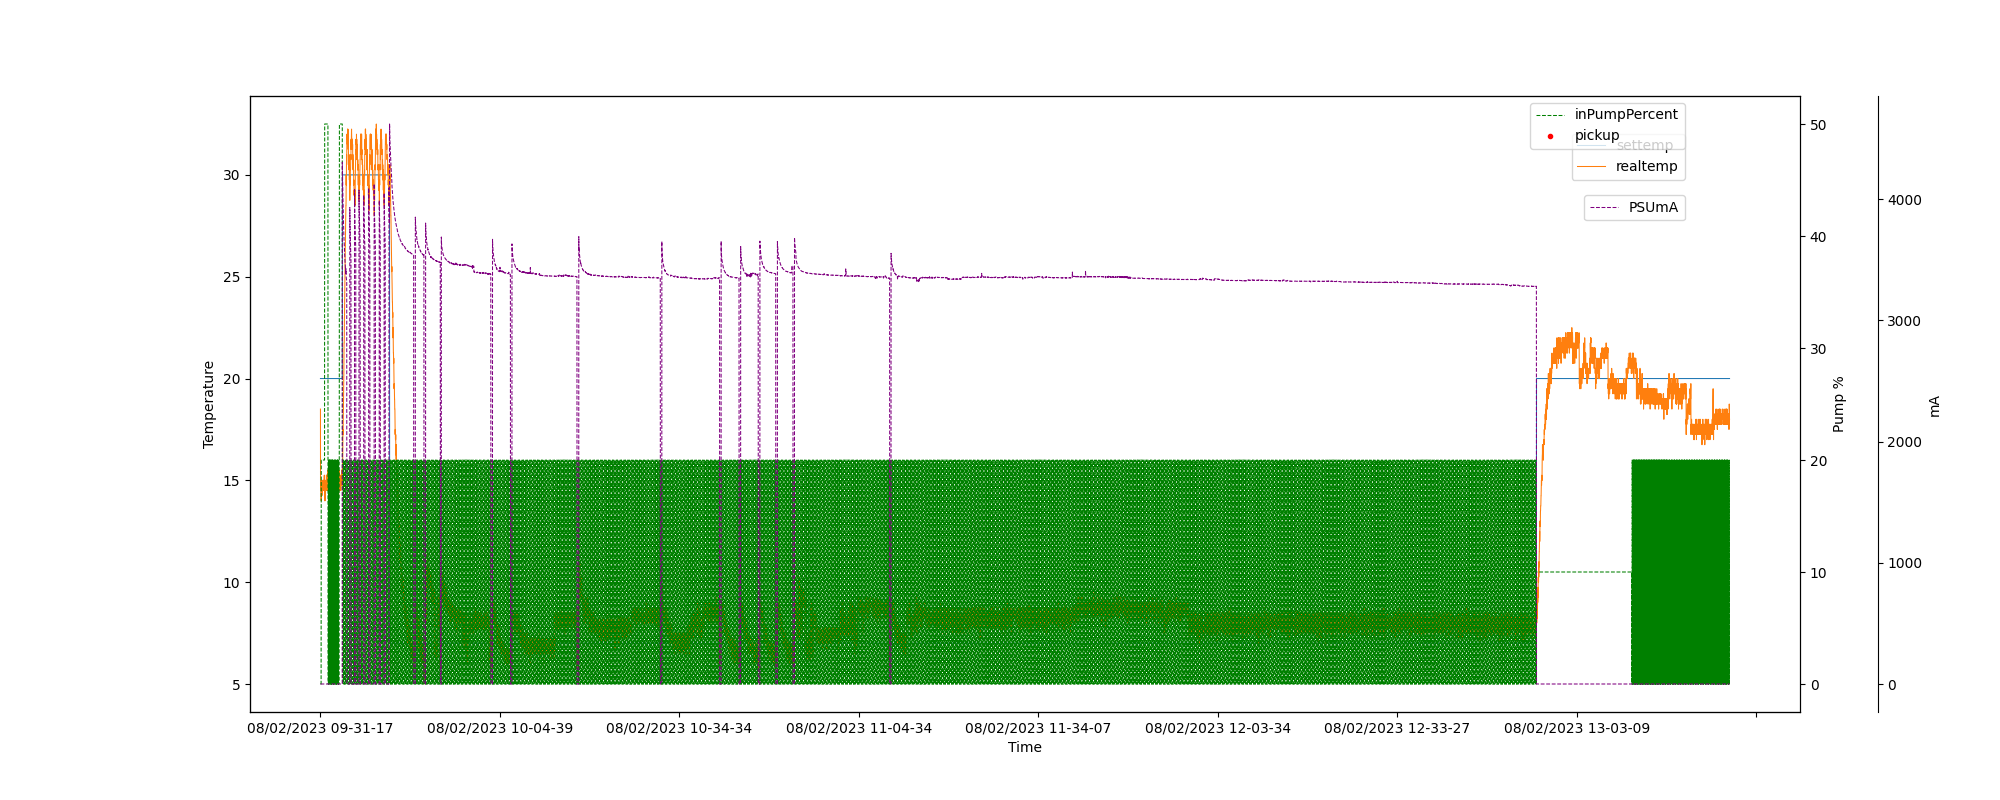 inPumpPercent
pickup
settemp
realtemp
PSUmA
30
25
20
15
10
5
Temperature
50
40
30
20
10
0
Pump %
4000
3000
2000
1000
0
mA
08/02/2023 09-31-17
08/02/2023 10-04-39
08/02/2023 10-34-34
08/02/2023 11-04-34
08/02/2023 11-34-07
08/02/2023 12-03-34
08/02/2023 12-33-27
08/02/2023 13-03-09
Time